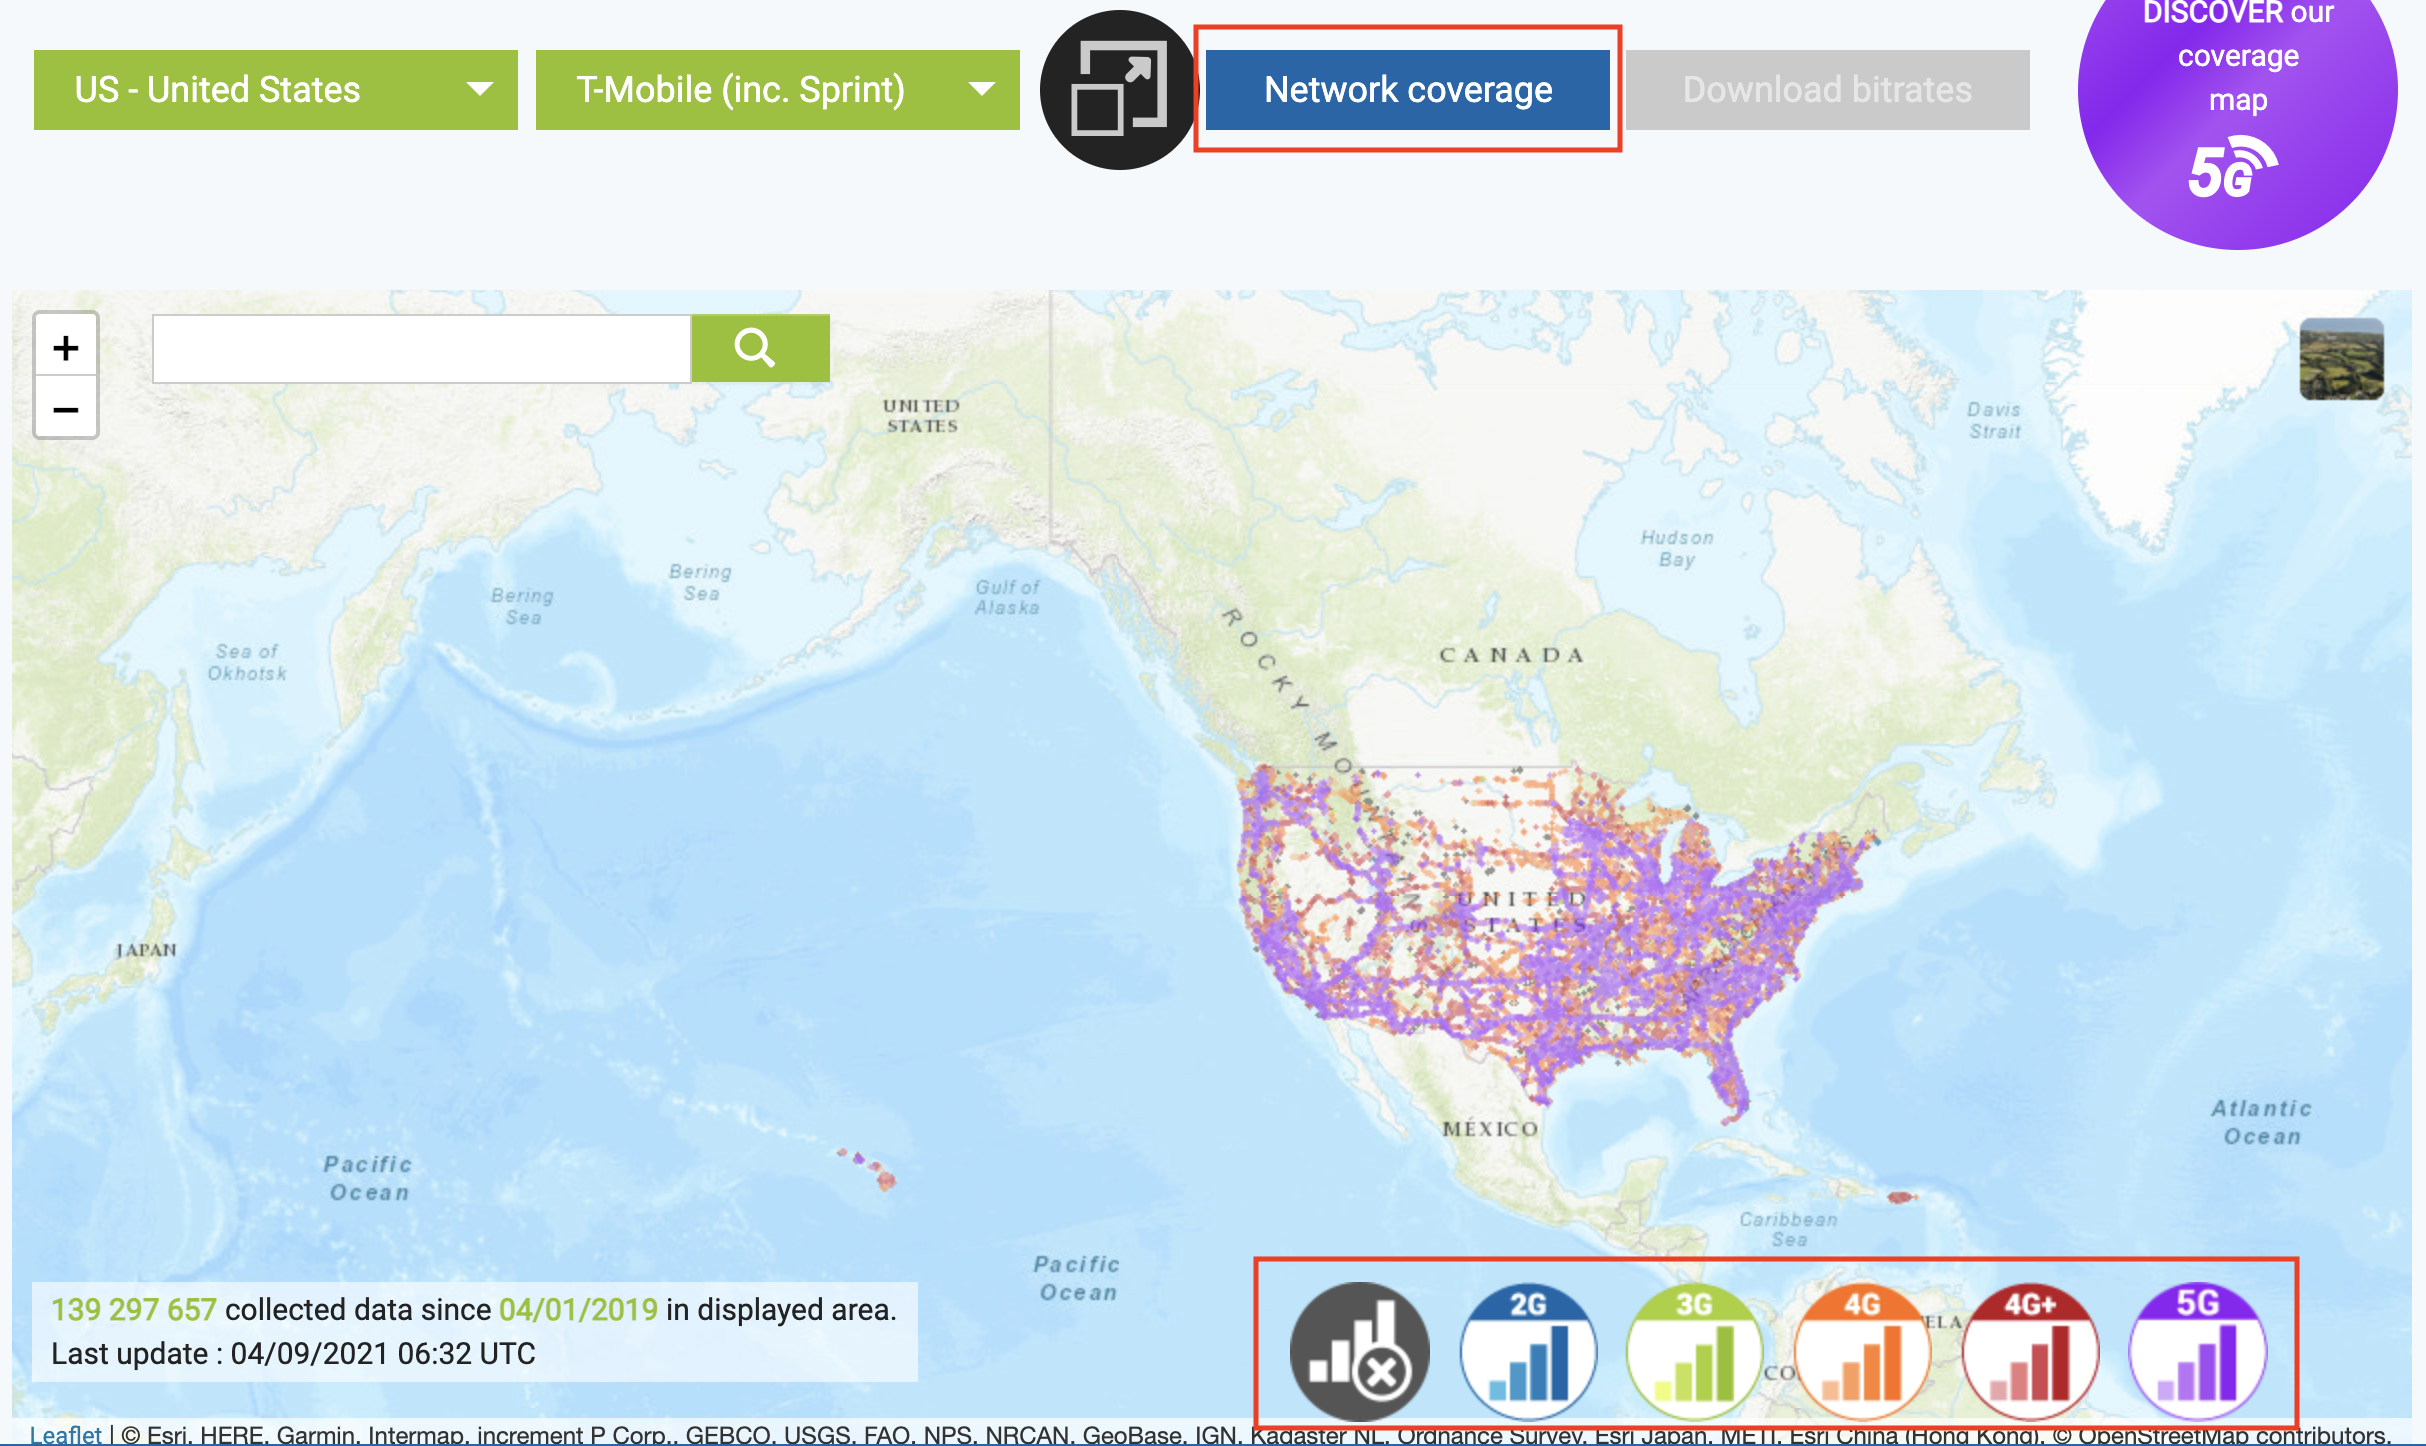 US - United States
T-Mobile (inc. Sprint)
Network coverage
Download bitrates
DISCOVER our
coverage
map
5G
+
−
UNITED
STATES
Davis
Strait
Hudson
Bay
Bering
Sea
Bering
Sea
Gulf of
Alaska
Sea of
Okhotsk
ROCKY MOUNTAINS
CANADA
UNITED
STATES
APPALACHIAN
JAPAN
MÉXICO
Atlantic
Ocean
Pacific
Ocean
Caribbean
Sea
Pacific
Ocean
139 297 657 collected data since 04/01/2019 in displayed area.
Last update : 04/09/2021 06:32 UTC
2G
3G
4G
4G+
5G
ELA
CO
Leaflet | © Esri, HERE, Garmin, Intermap, increment P Corp., GEBCO, USGS, FAO, NPS, NRCAN, GeoBase, IGN, Kadaster NL, Ordnance Survey, Esri Japan, METI, Esri China (Hong Kong), © OpenStreetMap contributors,